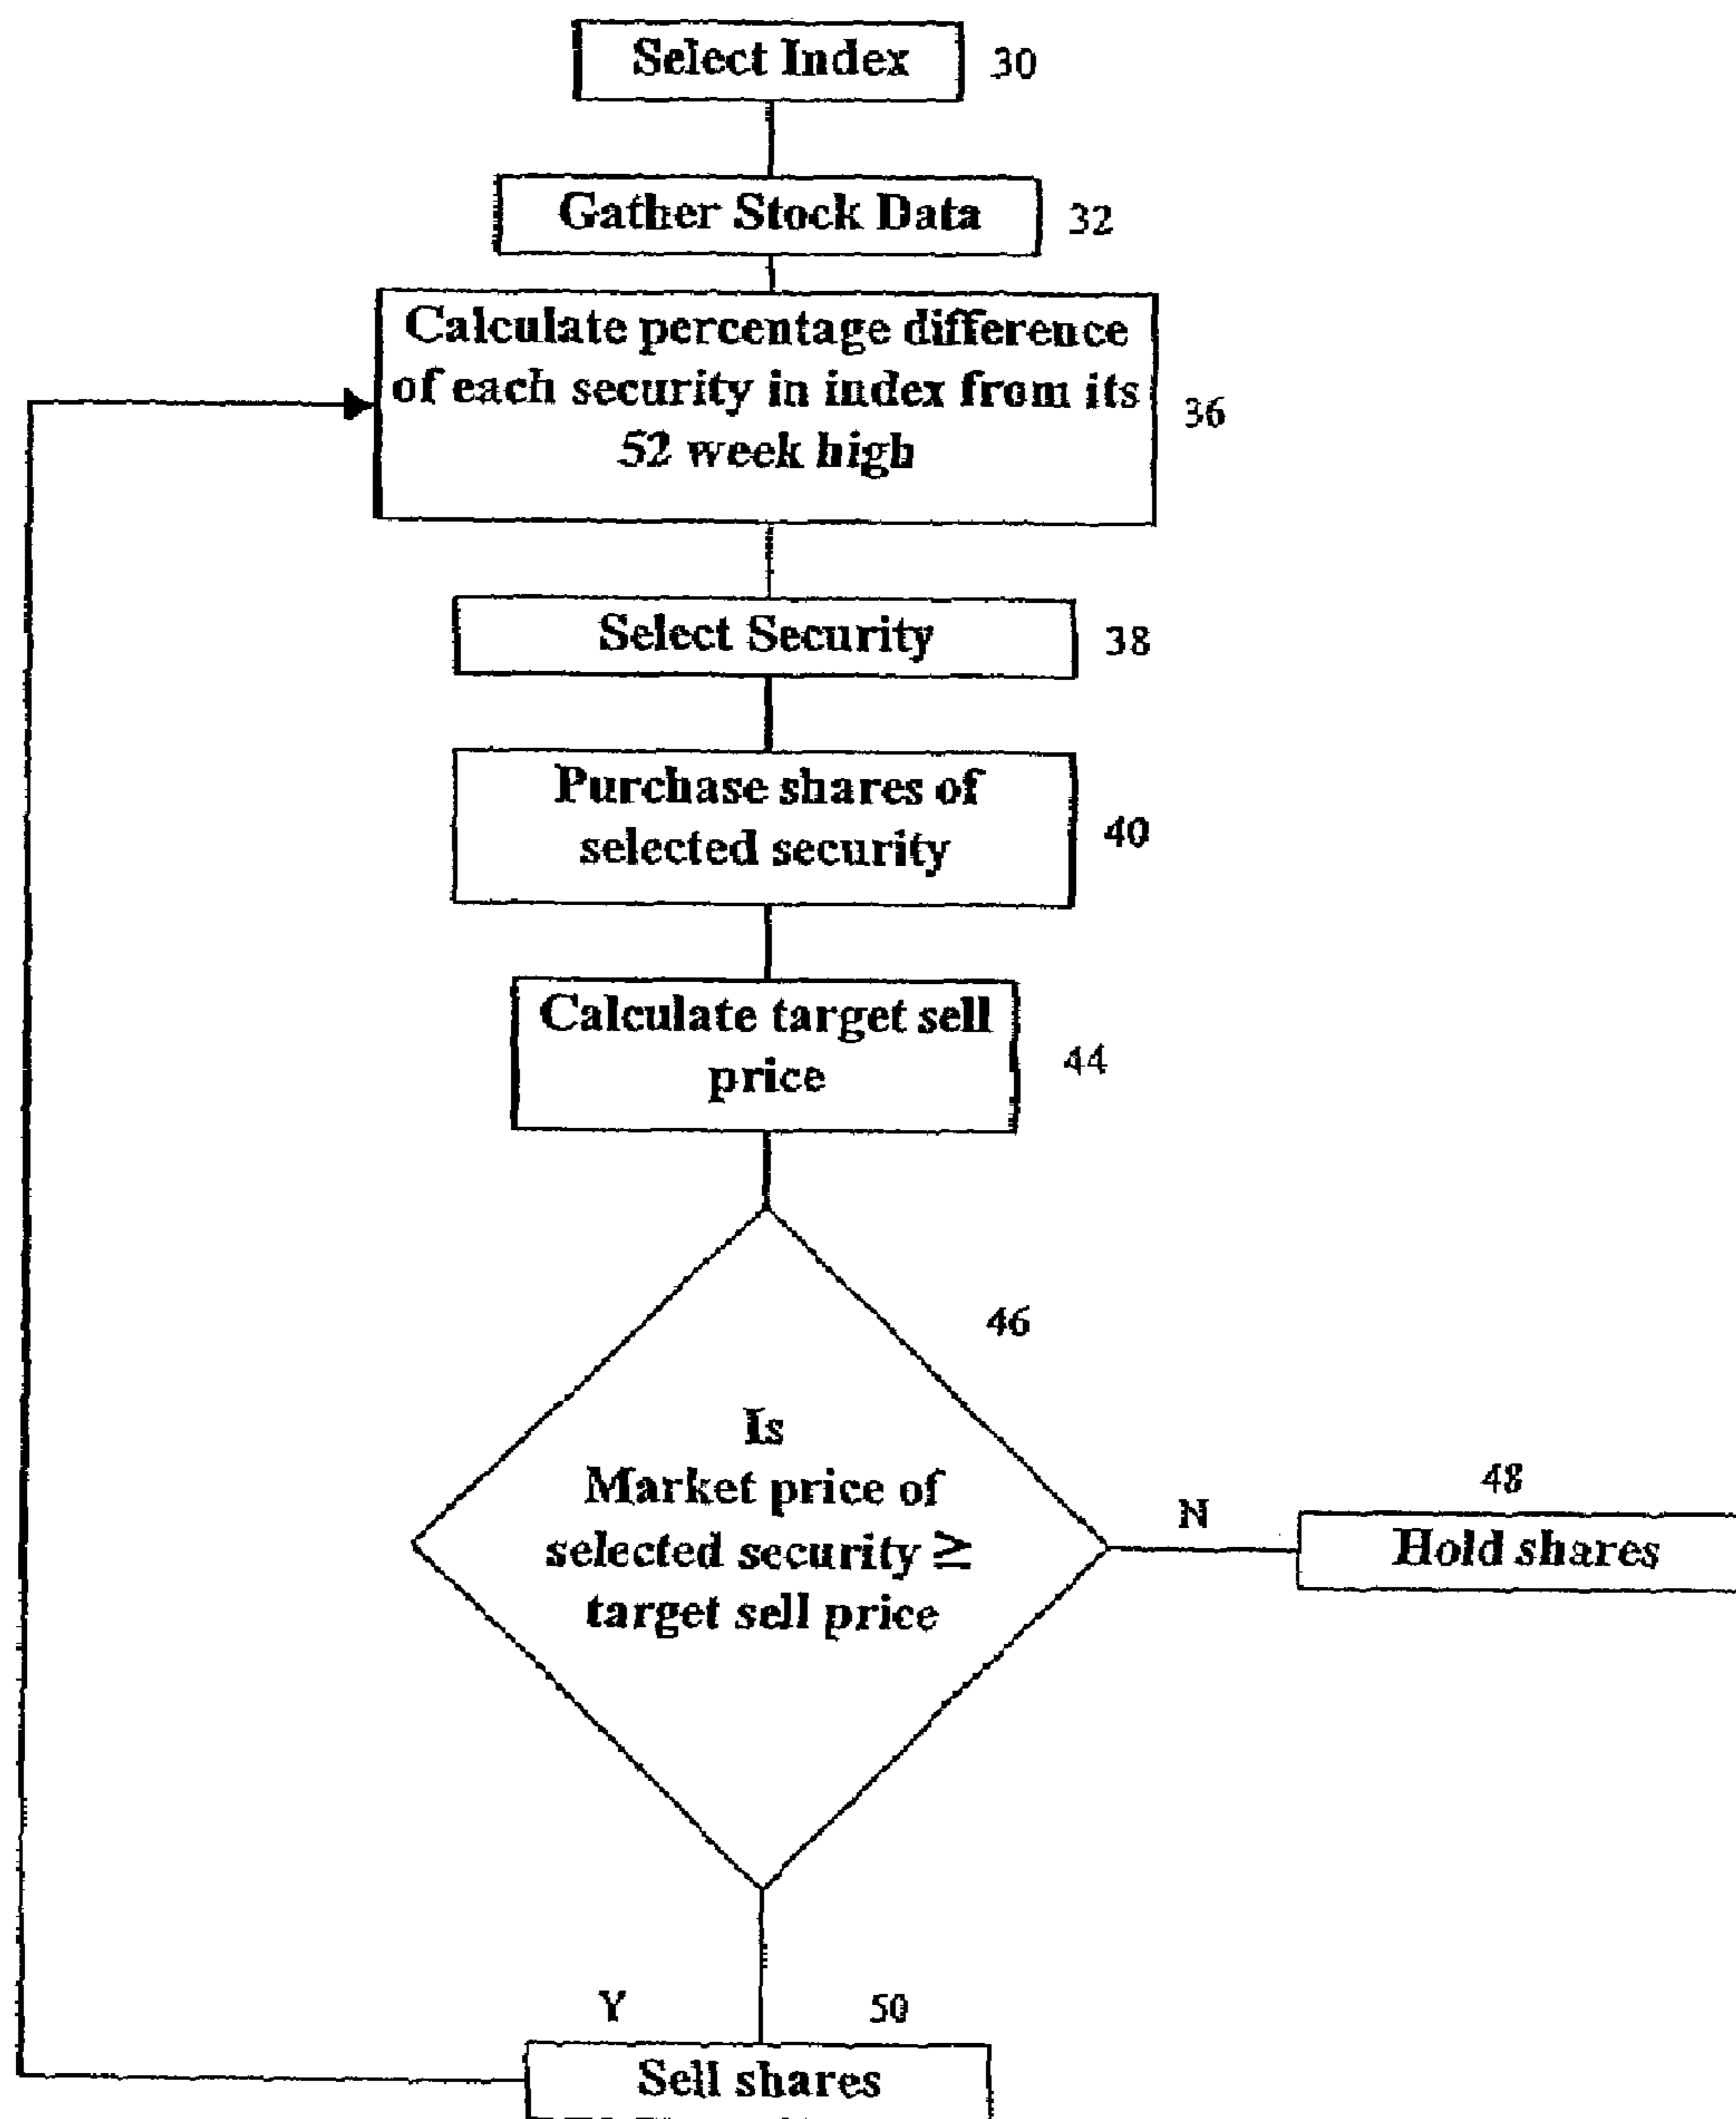 Select Index
30
Gather Stock Data
32
Calculate percentage difference
of each security in index from its
52 week high
36
Select Security
38
Purchase shares of
selected security
40
Calculate target sell
price
44
46
Is
Market price of
selected security ≥
target sell price
N
48
Hold shares
Y
50
Sell shares